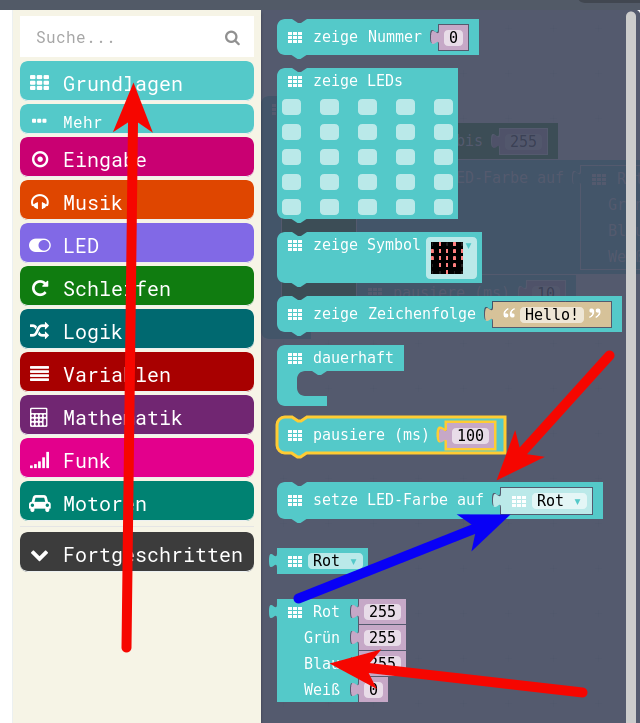 Suche...
Grundlagen
Mehr
Eingabe
Musik
LED
Schleifen
Logik
Variablen
Mathematik
Funk
Motoren
Fortgeschritten
zeige Nummer 0
zeige LEDs
bis 255
LED-Farbe auf
zeige Symbol
pausiere (ms) 10
zeige Zeichenfolge “ Hello! ”
dauerhaft
pausiere (ms) 100
setze LED-Farbe auf Rot
Rot
Rot 255
Grün 255
Blau 255
Weiß 0